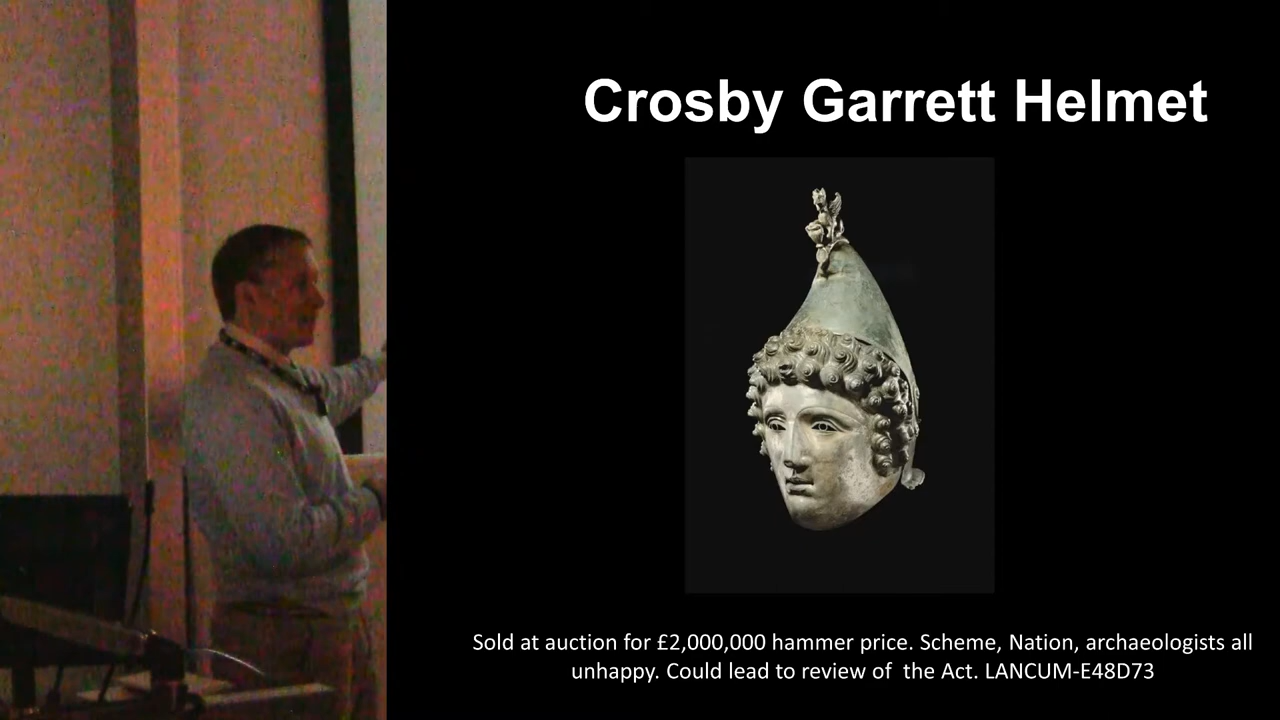 Crosby Garrett Helmet
Sold at auction for £2,000,000 hammer price. Scheme, Nation, archaeologists all
unhappy. Could lead to review of  the Act. LANCUM-E48D73